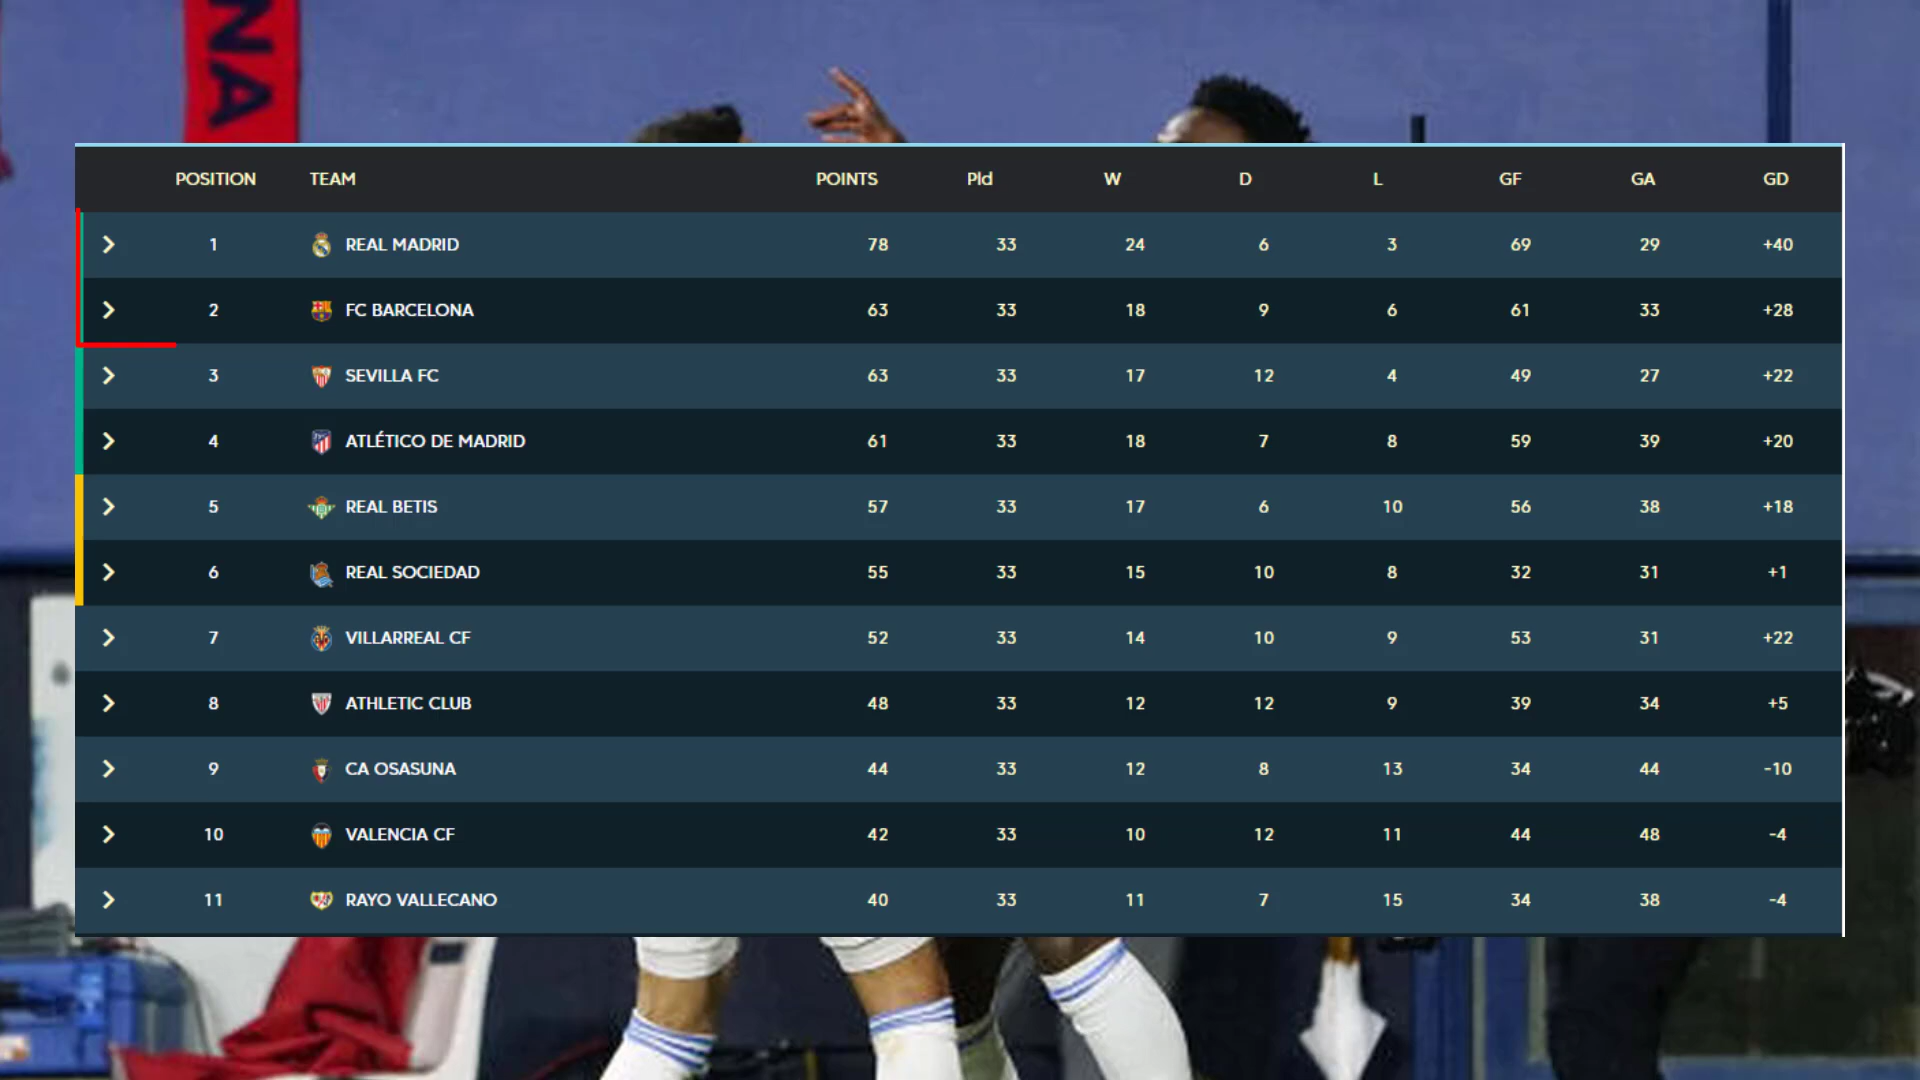 NA
POSITION TEAM POINTS Pld W D L GF GA GD
1 REAL MADRID 78 33 24 6 3 69 29 +40
2 FC BARCELONA 63 33 18 9 6 61 33 +28
3 SEVILLA FC 63 33 17 12 4 49 27 +22
4 ATLÉTICO DE MADRID 61 33 18 7 8 59 39 +20
5 REAL BETIS 57 33 17 6 10 56 38 +18
6 REAL SOCIEDAD 55 33 15 10 8 32 31 +1
7 VILLARREAL CF 52 33 14 10 9 53 31 +22
8 ATHLETIC CLUB 48 33 12 12 9 39 34 +5
9 CA OSASUNA 44 33 12 8 13 34 44 -10
10 VALENCIA CF 42 33 10 12 11 44 48 -4
11 RAYO VALLECANO 40 33 11 7 15 34 38 -4